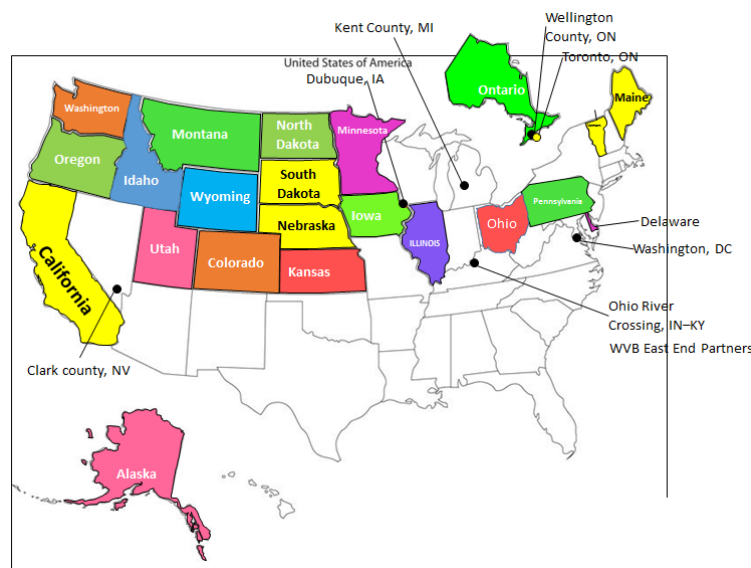 Wellington
County, ON
Kent County, MI
Toronto, ON
United States of America
Dubuque, IA
Ontario
Maine
Washington
Montana
North
Dakota
Minnesota
Oregon
Idaho
South
Dakota
Wyoming
Pennsylvania
Nebraska
Iowa
Ohio
Delaware
Utah
ILLINOIS
Washington, DC
Colorado
Kansas
California
Ohio River
Crossing, IN–KY
WVB East End Partners
Clark county, NV
Alaska